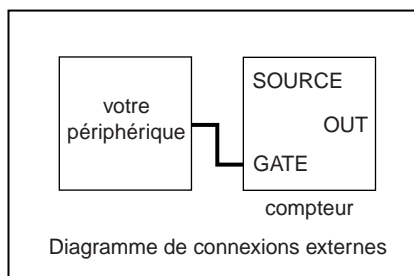 votre
périphérique
SOURCE
OUT
GATE
compteur
Diagramme de connexions externes